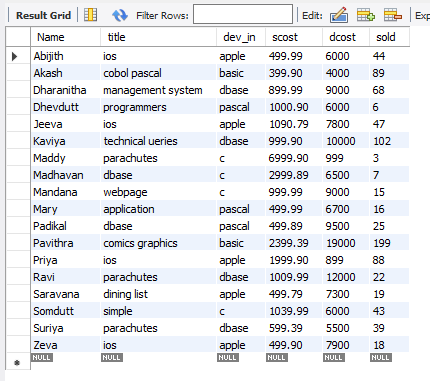 Result Grid Filter Rows: Edit: Exp
Name title dev_in scost dcost sold
Abijith ios apple 499.99 6000 44
Akash cobol pascal basic 399.90 4000 89
Dharanitha management system dbase 899.99 9000 68
Dhevdutt programmers pascal 1000.90 6000 6
Jeeva ios apple 1090.79 7800 47
Kaviya technical ueries dbase 999.90 10000 102
Maddy parachutes c 6999.90 999 3
Madhavan dbase c 2999.89 6500 7
Mandana webpage c 999.99 9000 15
Mary application pascal 499.99 6700 16
Padikal dbase pascal 499.89 9500 25
Pavithra comics graphics basic 2399.39 19000 199
Priya ios apple 1999.90 899 88
Ravi parachutes dbase 1009.99 12000 22
Saravana dining list apple 499.79 7300 19
Somdutt simple c 1039.99 6000 43
Suriya parachutes dbase 599.39 5500 39
Zeva ios apple 499.90 7900 18
NULL NULL NULL NULL NULL NULL